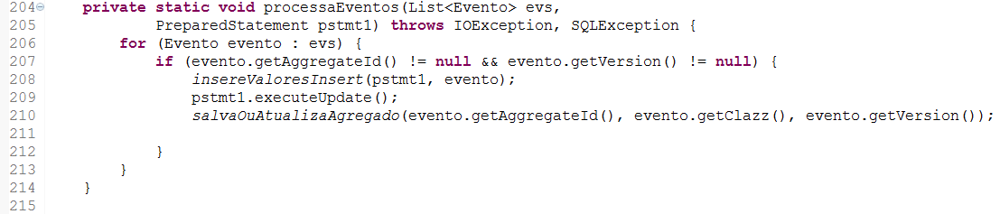 204    private static void processaEventos(List<Evento> evs,
205            PreparedStatement pstmt1) throws IOException, SQLException {
206        for (Evento evento : evs) {
207            if (evento.getAggregateId() != null && evento.getVersion() != null) {
208                insereValoresInsert(pstmt1, evento);
209                pstmt1.executeUpdate();
210                salvaOuAtualizaAgregado(evento.getAggregateId(), evento.getClazz(), evento.getVersion());
211
212            }
213        }
214    }
215